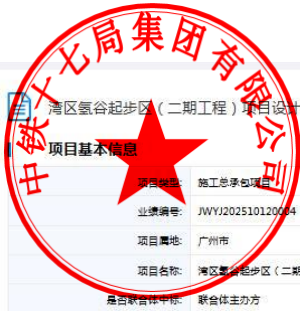 中铁十七局集团有限公司
湾区氢谷起步区（二期工程）项目设计
项目基本信息
项目类型: 施工总承包项目
业绩编号: JWYJ202510120004
项目属地: 广州市
项目名称: 湾区氢谷起步区（二期
是否联合体中标: 联合体主办方